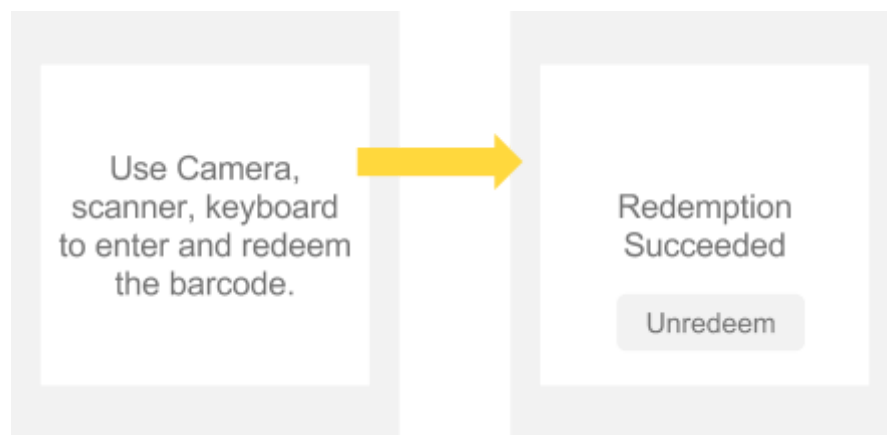 Use Camera,
scanner, keyboard
to enter and redeem
the barcode.
Redemption
Succeeded
Unredeem